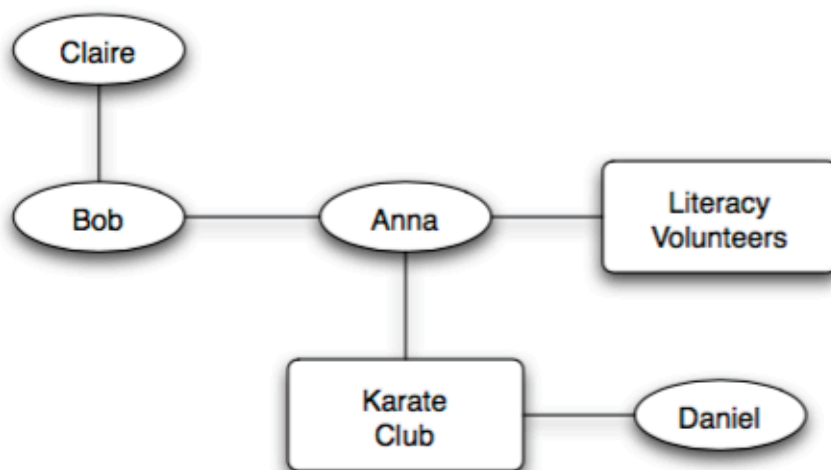 Claire
Bob
Anna
Literacy
Volunteers
Karate
Club
Daniel